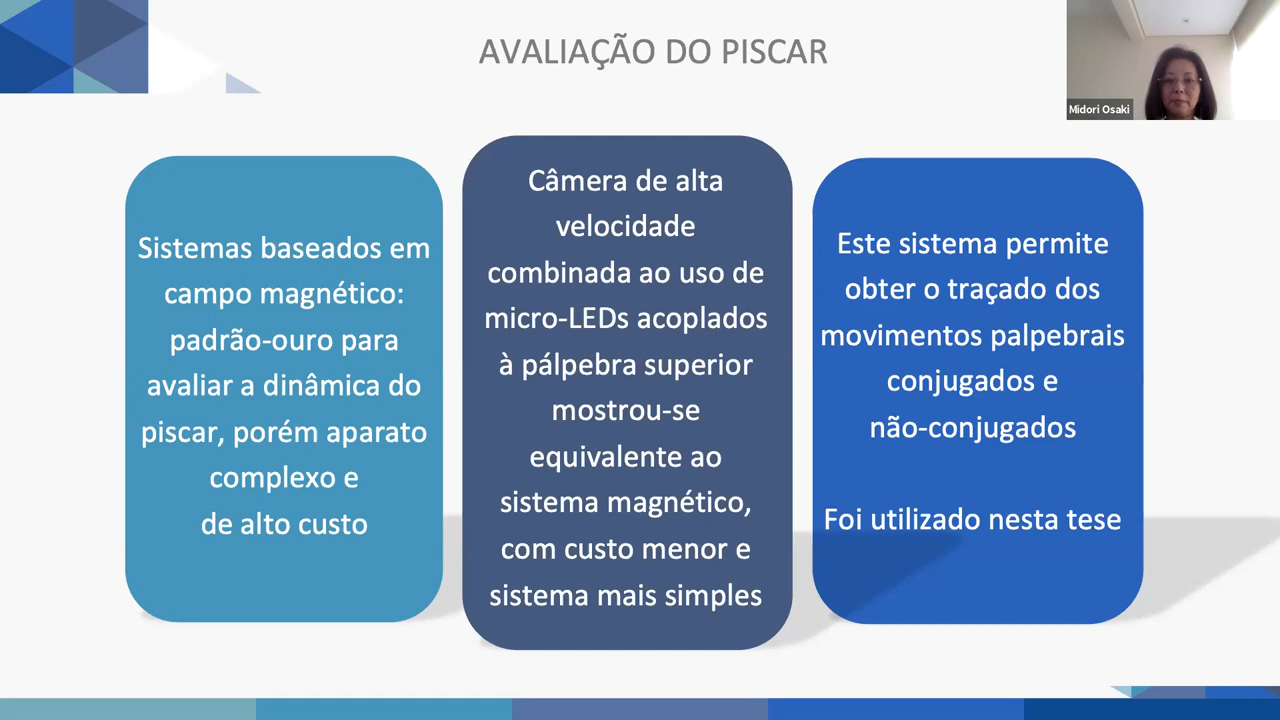 AVALIAÇÃO DO PISCAR
Midori Osaki
Sistemas baseados em
campo magnético:
padrão-ouro para
avaliar a dinâmica do
piscar, porém aparato
complexo e
de alto custo
Câmera de alta
velocidade
combinada ao uso de
micro-LEDs acoplados
à pálpebra superior
mostrou-se
equivalente ao
sistema magnético,
com custo menor e
sistema mais simples
Este sistema permite
obter o traçado dos
movimentos palpebrais
conjugados e
não-conjugados
Foi utilizado nesta tese